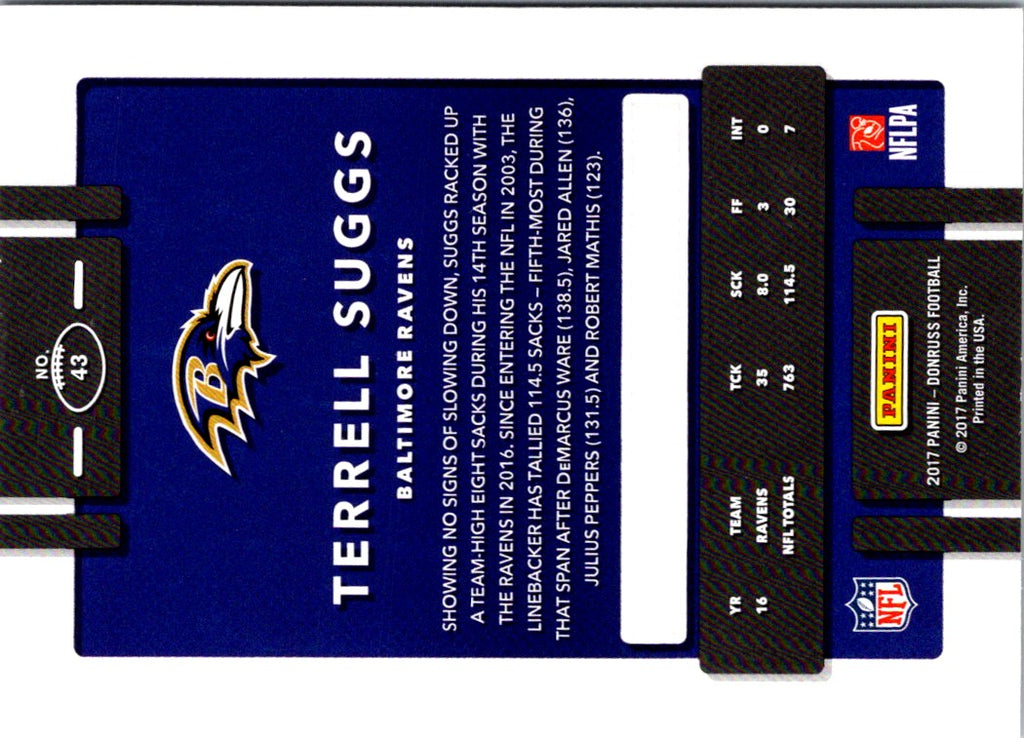 NO.
43
B
TERRELL SUGGS
BALTIMORE RAVENS
SHOWING NO SIGNS OF SLOWING DOWN, SUGGS RACKED UP
A TEAM-HIGH EIGHT SACKS DURING HIS 14TH SEASON WITH
THE RAVENS IN 2016. SINCE ENTERING THE NFL IN 2003, THE
LINEBACKER HAS TALLIED 114.5 SACKS – FIFTH-MOST DURING
THAT SPAN AFTER DeMARCUS WARE (138.5), JARED ALLEN (136),
JULIUS PEPPERS (131.5) AND ROBERT MATHIS (123).
YR TEAM TCK SCK FF INT
16 RAVENS 35 8.0 3 0
NFL TOTALS 763 114.5 30 7
NFL
PANINI
NFLPA
2017 PANINI – DONRUSS FOOTBALL
© 2017 Panini America, Inc.
Printed in the USA.